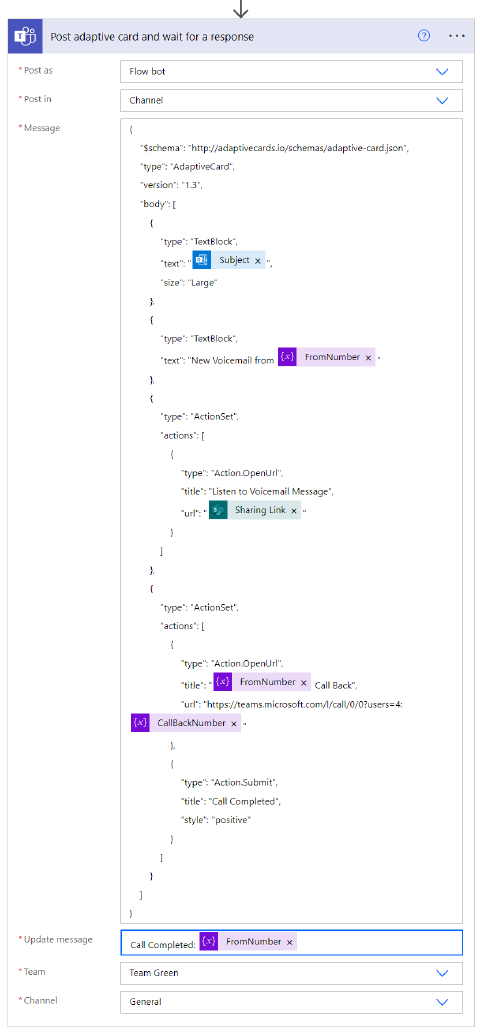 Post adaptive card and wait for a response
* Post as
Flow bot
* Post in
Channel
* Message
{
"$schema": "http://adaptivecards.io/schemas/adaptive-card.json",
"type": "AdaptiveCard",
"version": "1.3",
"body": [
{
"type": "TextBlock",
"text": " Subject × ",
"size": "Large"
},
{
"type": "TextBlock",
"text": "New Voicemail from {x} FromNumber × "
},
{
"type": "ActionSet",
"actions": [
{
"type": "Action.OpenUrl",
"title": "Listen to Voicemail Message",
"url": " Sharing Link × "
}
]
},
{
"type": "ActionSet",
"actions": [
{
"type": "Action.OpenUrl",
"title": " {x} FromNumber × Call Back",
"url": "https://teams.microsoft.com/l/call/0/0?users=4:
{x} CallBackNumber × "
},
{
"type": "Action.Submit",
"title": "Call Completed",
"style": "positive"
}
]
}
]
}
* Update message
Call Completed: {x} FromNumber ×
* Team
Team Green
* Channel
General